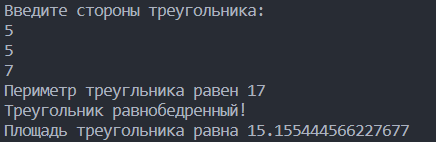 Введите стороны треугольника:
5
5
7
Периметр треугльника равен 17
Треугольник равнобедренный!
Площадь треугольника равна 15.155444566227677